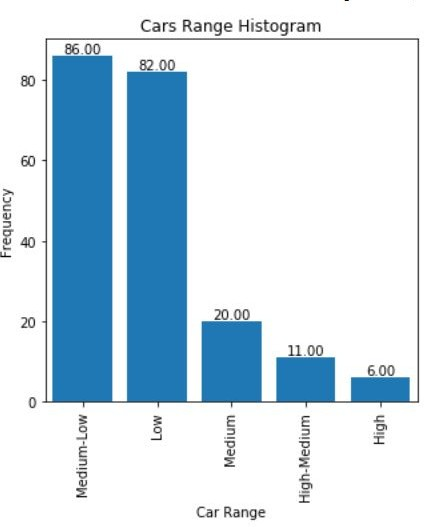 Cars Range Histogram
86.00
82.00
20.00
11.00
6.00
80
60
40
20
0
Frequency
Medium-Low
Low
Medium
High-Medium
High
Car Range